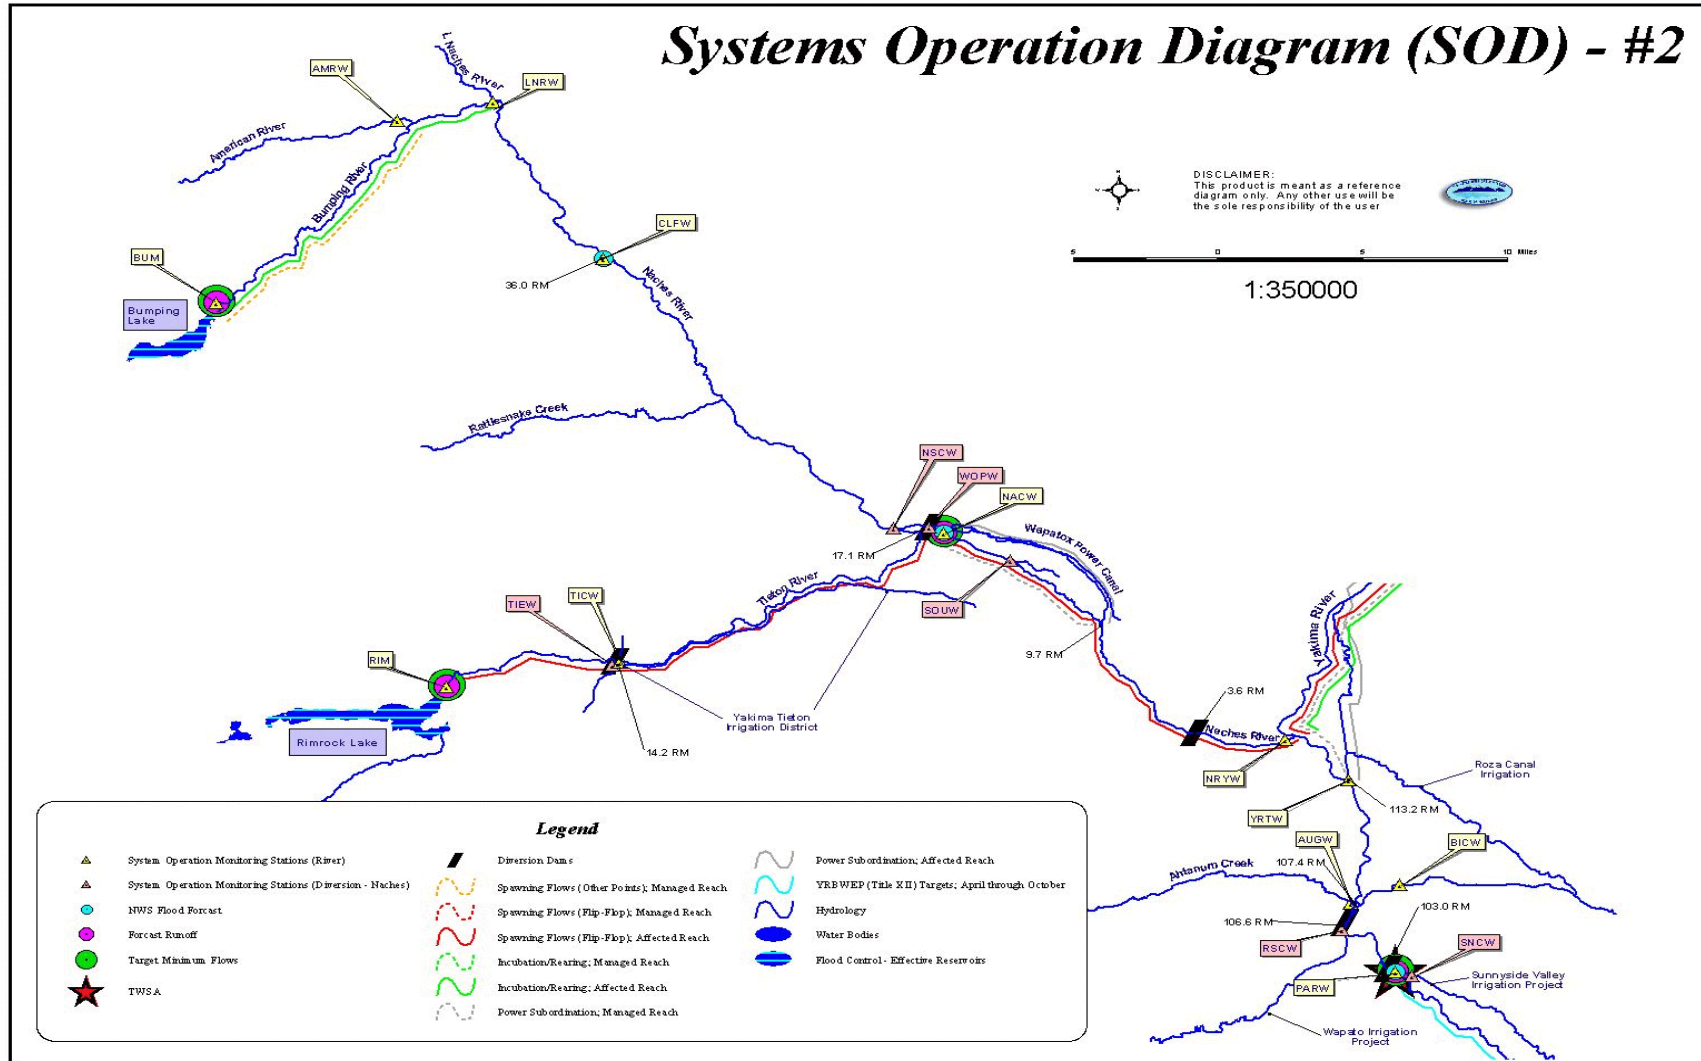 Systems Operation Diagram (SOD) - #2
L Naches River
AMRW
LNRW
American River
Bumping River
DISCLAIMER:
This product is meant as a reference
diagram only. Any other use will be
the sole responsibility of the user
N
W
E
S
CLFW
BUM
5
0
5
10 Miles
36.0 RM
Naches River
1:350000
Bumping
Lake
Rattlesnake Creek
NSCW
WOPW
NACW
17.1 RM
Wapatox Power Canal
Tieton River
TIEW
TICW
SOUW
Yakima River
RIM
9.7 RM
3.6 RM
Yakima Tieton
Irrigation District
Naches River
Rimrock Lake
14.2 RM
NRYW
Roza Canal
Irrigation
113.2 RM
YRTW
AUGW
BICW
107.4 RM
Ahtanum Creek
103.0 RM
106.6 RM
RSCW
SNCW
PARW
Sunnyside Valley
Irrigation Project
Wapato Irrigation
Project
Legend
System Operation Monitoring Stations (River)
System Operation Monitoring Stations (Diversion - Naches)
NWS Flood Forcast
Forcast Runoff
Target Minimum Flows
TWSA
Diversion Dams
Spawning Flows (Other Points); Managed Reach
Spawning Flows (Flip-Flop); Managed Reach
Spawning Flows (Flip-Flop); Affected Reach
Incubation/Rearing; Managed Reach
Incubation/Rearing; Affected Reach
Power Subordination; Managed Reach
Power Subordination; Affected Reach
YRBWEP (Title XII) Targets; April through October
Hydrology
Water Bodies
Flood Control - Effective Reservoirs